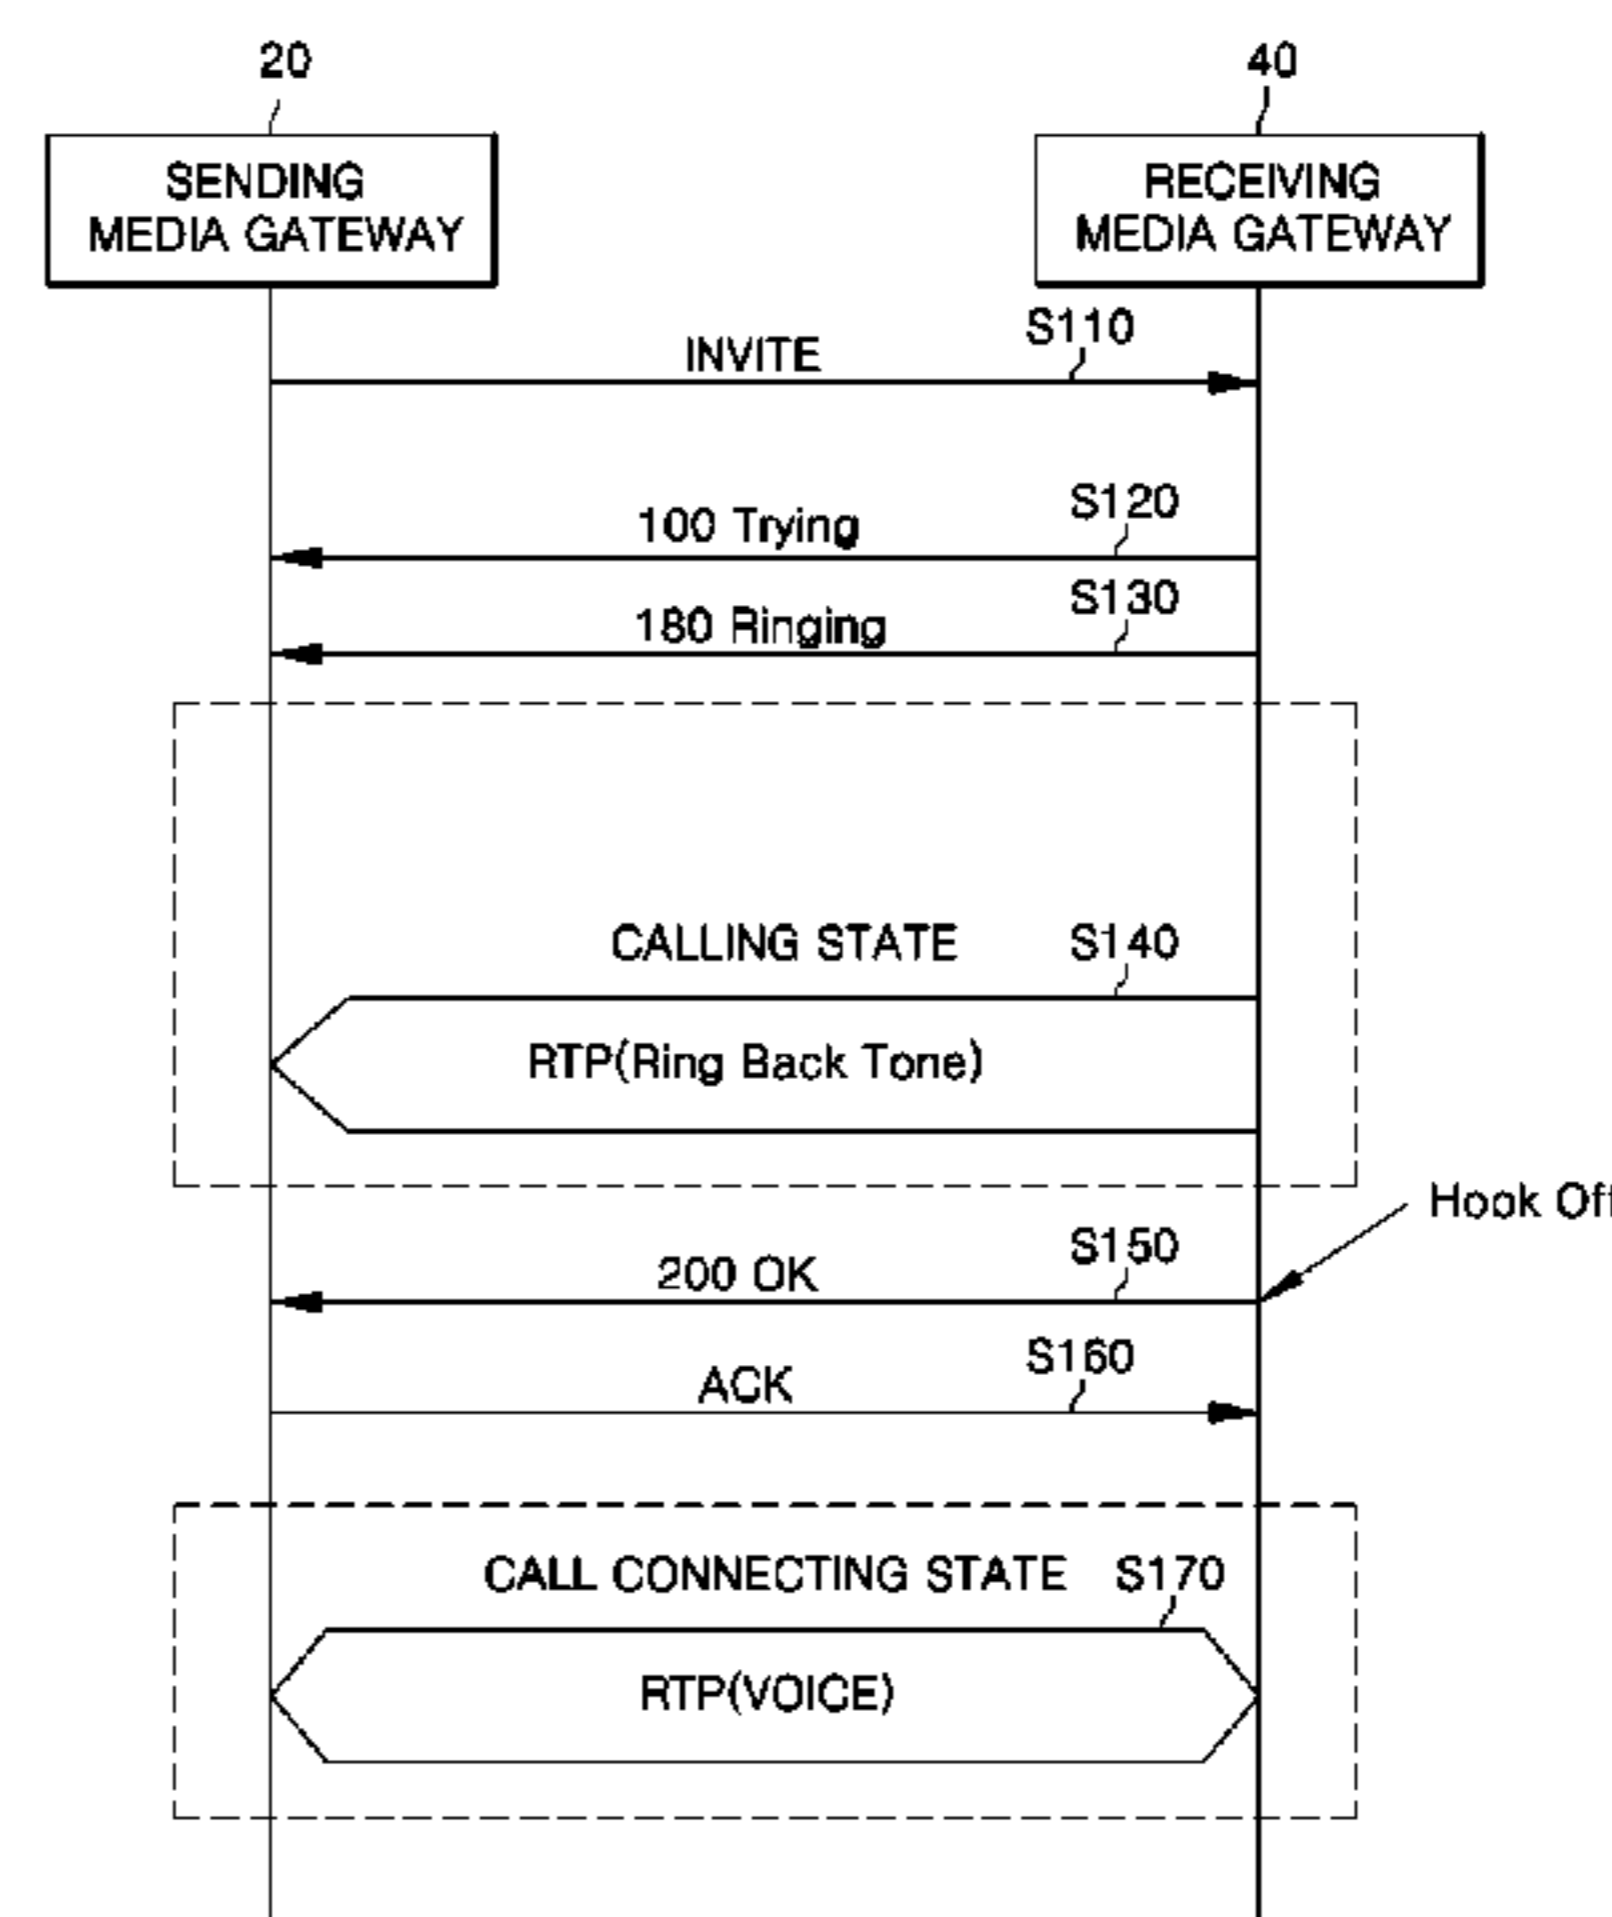 20
40
SENDING
MEDIA GATEWAY
RECEIVING
MEDIA GATEWAY
S110
INVITE
S120
100 Trying
S130
180 Ringing
CALLING STATE
S140
RTP(Ring Back Tone)
Hook Off
S150
200 OK
S160
ACK
CALL CONNECTING STATE
S170
RTP(VOICE)